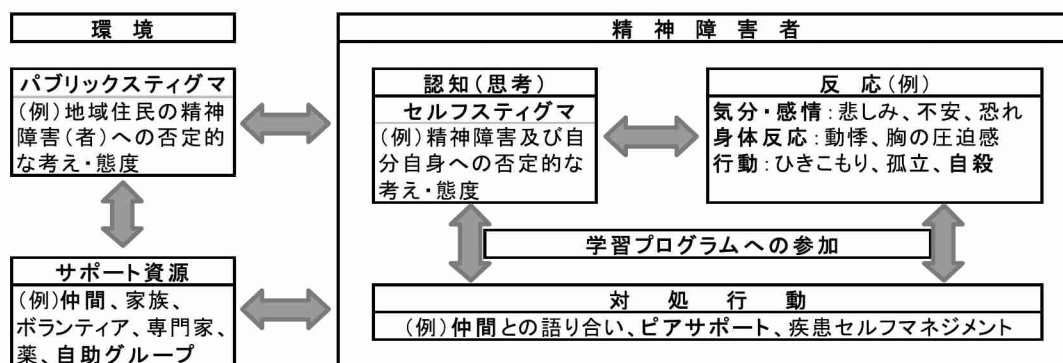 環 境
パブリックスティグマ
(例)地域住民の精神
障害(者)への否定的
な考え・態度
サポート資源
(例)仲間、家族、
ボランティア、専門家、
薬、自助グループ
精 神 障 害 者
認知(思考)
セルフスティグマ
(例)精神障害及び自
分自身への否定的な
考え・態度
反 応(例)
気分・感情:悲しみ、不安、恐れ
身体反応:動悸、胸の圧迫感
行動:ひきこもり、孤立、自殺
学習プログラムへの参加
対 処 行 動
(例)仲間との語り合い、ピアサポート、疾患セルフマネジメント